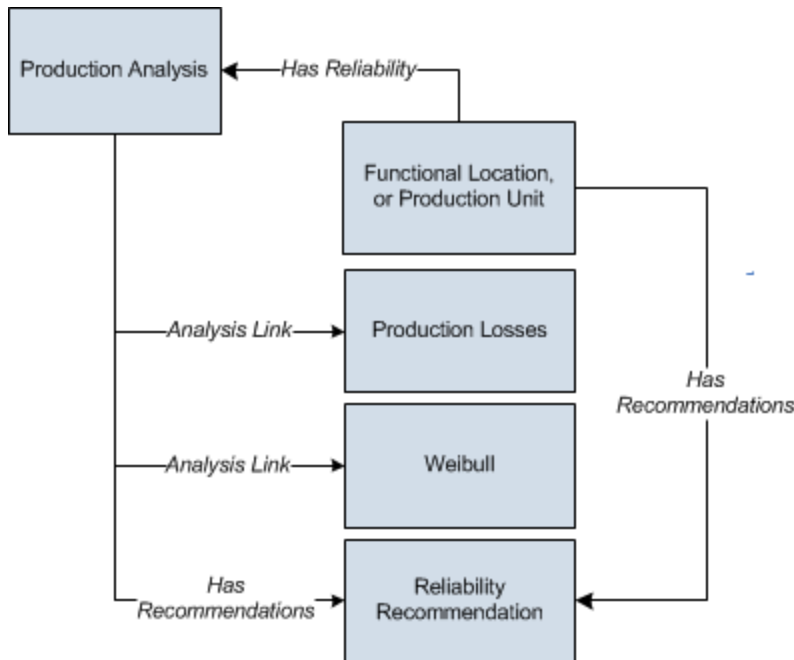 Production Analysis
Has Reliability
Functional Location,
or Production Unit
Analysis Link
Production Losses
Has
Recommendations
Analysis Link
Weibull
Has
Recommendations
Reliability
Recommendation